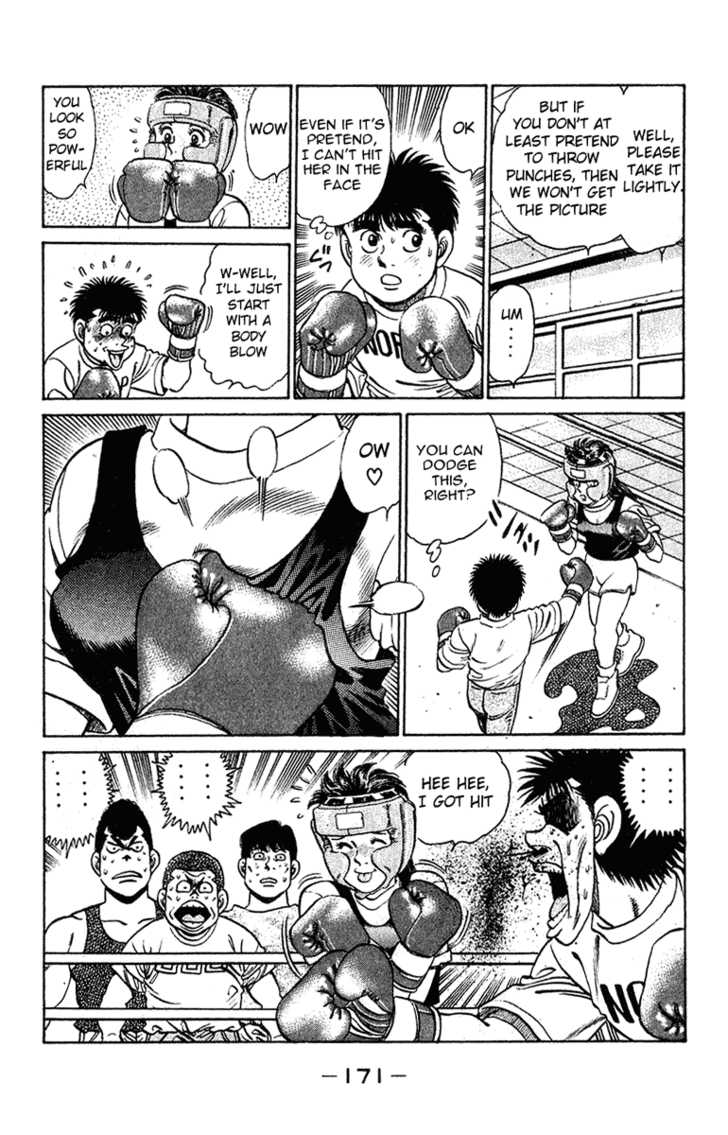 WELL,
PLEASE
TAKE IT
LIGHTLY.
BUT IF
YOU DON'T AT
LEAST PRETEND
TO THROW
PUNCHES, THEN
WE WON'T GET
THE PICTURE
UM
....
OK
EVEN IF IT'S
PRETEND,
I CAN'T HIT
HER IN THE
FACE
NOR
WOW
YOU
LOOK
SO
POW-
ERFUL
W-WELL,
I'LL JUST
START
WITH A
BODY
BLOW
YOU CAN
DODGE
THIS,
RIGHT?
OW
♡
.....
HEE HEE,
I GOT HIT
.....
.....
NO
-171-